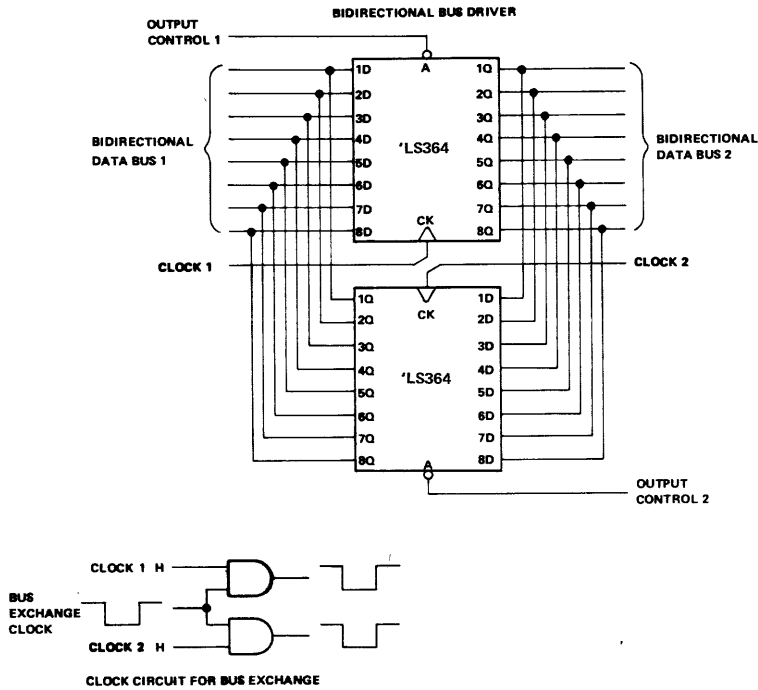 BIDIRECTIONAL BUS DRIVER
OUTPUT
CONTROL 1
A
1D 1Q
2D 2Q
3D 3Q
4D 4Q
5D 5Q
6D 6Q
7D 7Q
8D 8Q
BIDIRECTIONAL
DATA BUS 1
'LS364
BIDIRECTIONAL
DATA BUS 2
CK
CLOCK 1
CLOCK 2
CK
1Q 1D
2Q 2D
3Q 3D
4Q 4D
5Q 5D
6Q 6D
7Q 7D
8Q 8D
'LS364
A
OUTPUT
CONTROL 2
CLOCK 1 H
BUS
EXCHANGE
CLOCK
CLOCK 2 H
CLOCK CIRCUIT FOR BUS EXCHANGE